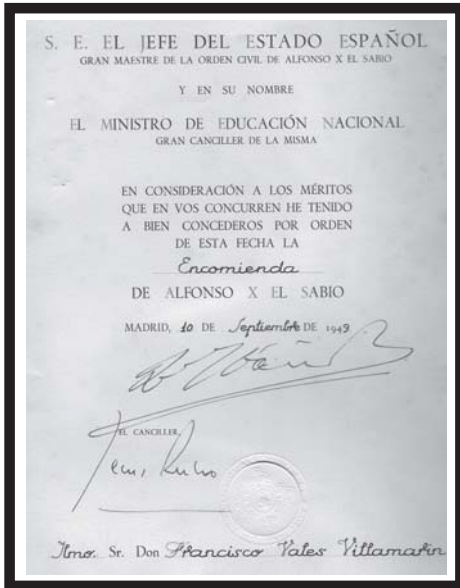 S. E. EL JEFE DEL ESTADO ESPAÑOL
GRAN MAESTRE DE LA ORDEN CIVIL DE ALFONSO X EL SABIO
Y EN SU NOMBRE
EL MINISTRO DE EDUCACIÓN NACIONAL
GRAN CANCILLER DE LA MISMA
EN CONSIDERACIÓN A LOS MÉRITOS
QUE EN VOS CONCURREN HE TENIDO
A BIEN CONCEDEROS POR ORDEN
DE ESTA FECHA LA
Encomienda
DE ALFONSO X EL SABIO
MADRID, 10 DE Septiembre DE 1949
EL CANCILLER,
Iltmo. Sr. Don Francisco Vales Villamarín